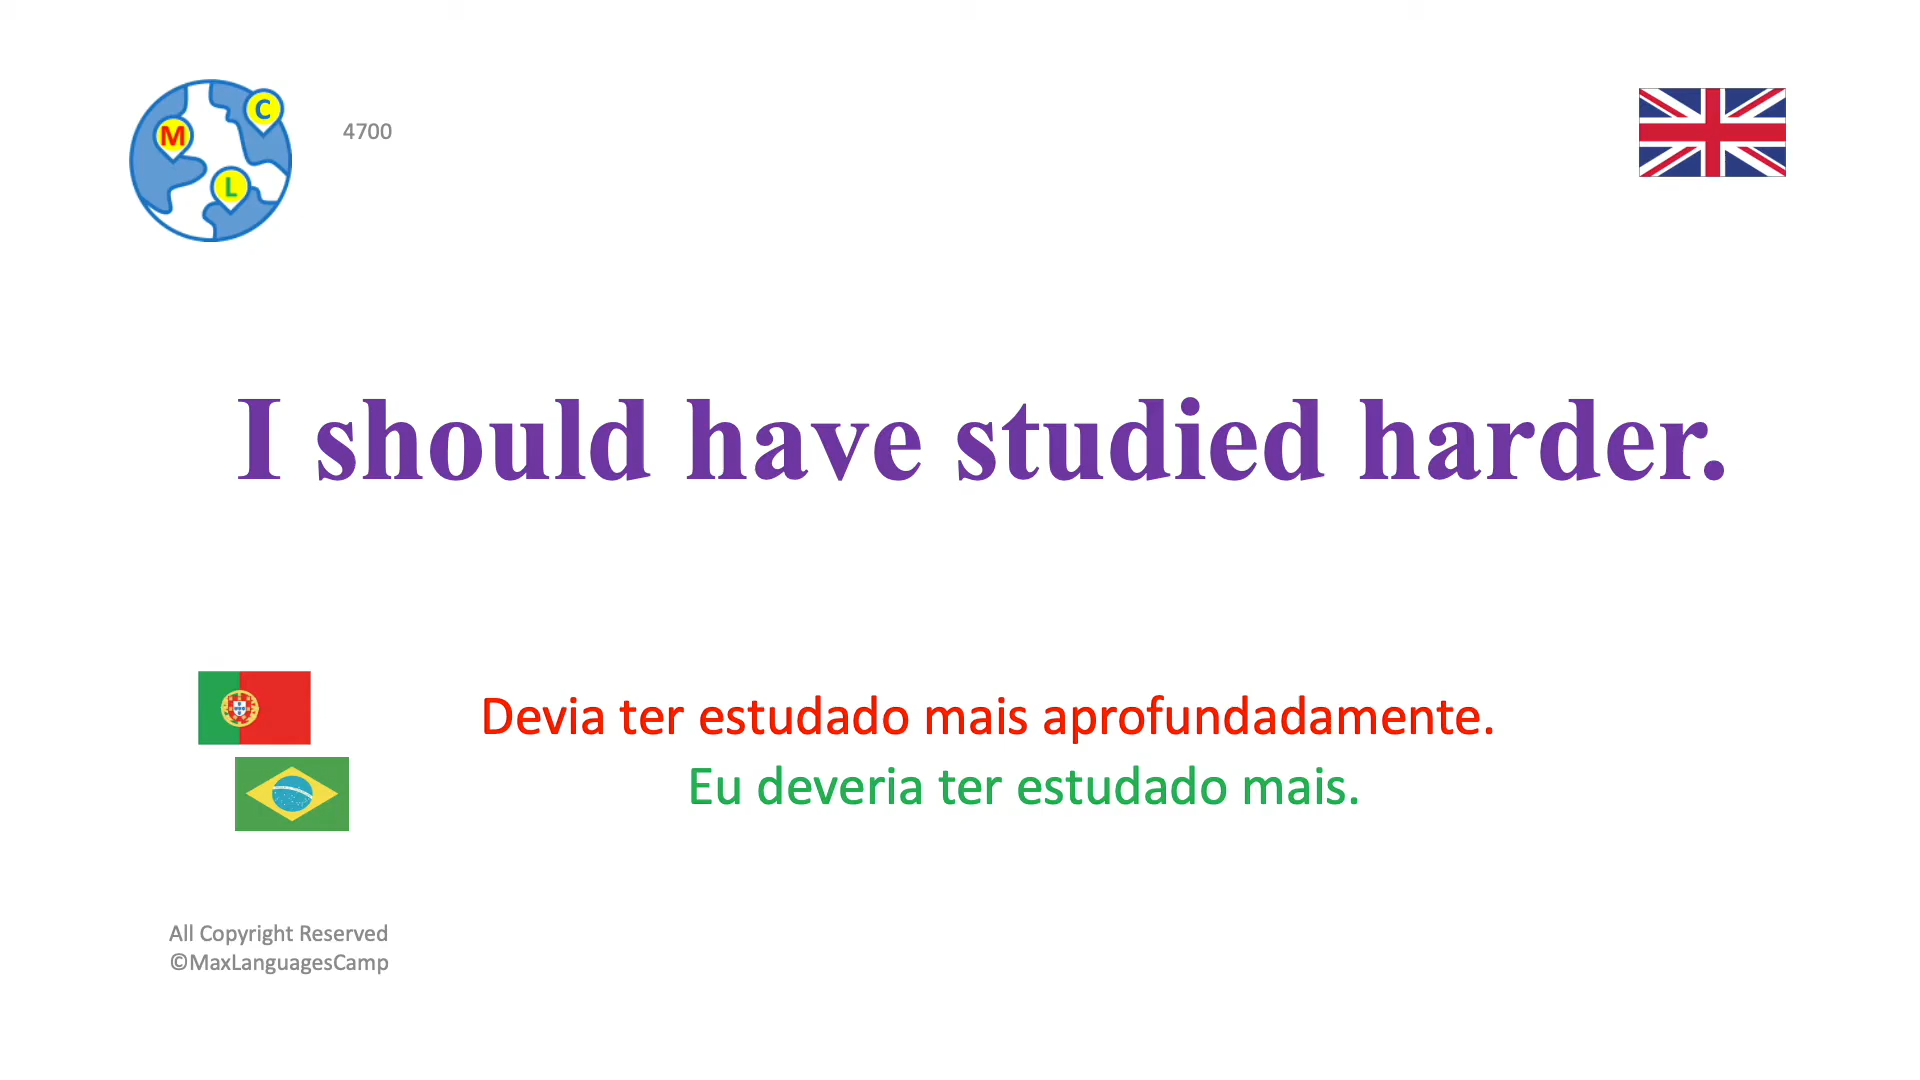 M
C
L
4700
I should have studied harder.
Devia ter estudado mais aprofundadamente.
Eu deveria ter estudado mais.
All Copyright Reserved
©MaxLanguagesCamp